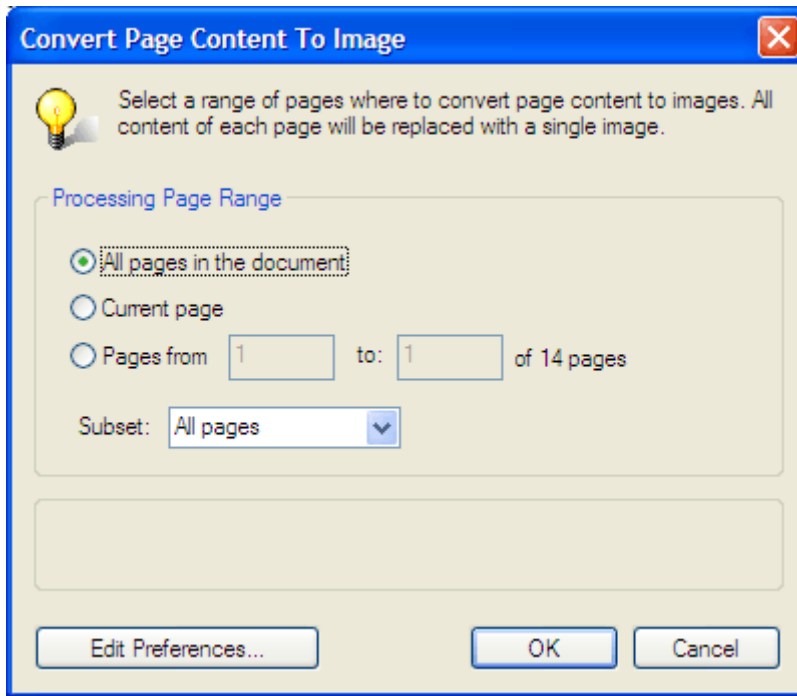 Convert Page Content To Image
Select a range of pages where to convert page content to images. All
content of each page will be replaced with a single image.
Processing Page Range
All pages in the document
Current page
Pages from 1 to: 1 of 14 pages
Subset: All pages
Edit Preferences... OK Cancel